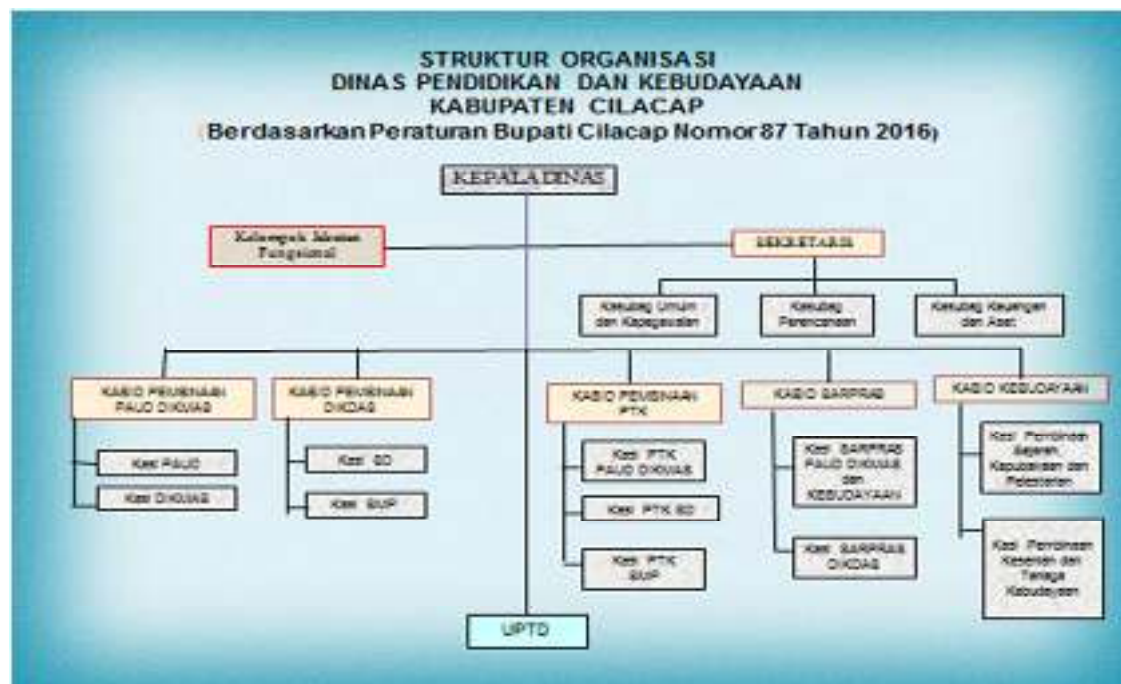 STRUKTUR ORGANISASI
DINAS PENDIDIKAN DAN KEBUDAYAAN
KABUPATEN CILACAP
(Berdasarkan Peraturan Bupati Cilacap Nomor 87 Tahun 2016)
KEPALA DINAS
Kelompok Jabatan
Fungsional
SEKRETARIS
Kasubag Umum
dan Kepegawaian
Kasubag
Perencanaan
Kasubag Keuangan
dan Aset
KABID PEMBINAAN
PAUD DIKMAS
KABID PEMBINAAN
DIKDAS
KABID PEMBINAAN
PTK
KABID SARPRAS
KABID KEBUDAYAAN
Kasi PAUD
Kasi DIKMAS
Kasi SD
Kasi SMP
Kasi PTK
PAUD DIKMAS
Kasi PTK SD
Kasi PTK
SMP
Kasi SARPRAS
PAUD DIKMAS
dan
KEBUDAYAAN
Kasi SARPRAS
DIKDAS
Kasi Pembinaan
Sejarah,
dan
Pelestarian
Kasi Pembinaan
Kesenian dan
Tenaga
Kebudayaan
UPTD